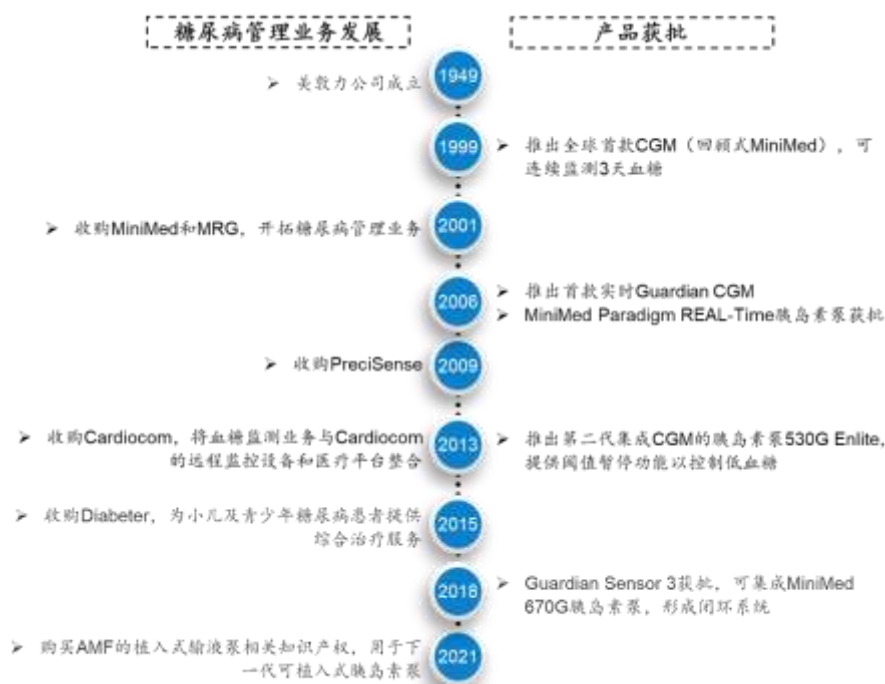 糖尿病管理业务发展
产品获批
➢ 美敦力公司成立
1949
1999
➢ 推出全球首款CGM（回顾式MiniMed），可
连续监测3天血糖
➢ 收购MiniMed和MRG，开拓糖尿病管理业务
2001
2006
➢ 推出首款实时Guardian CGM
➢ MiniMed Paradigm REAL-Time胰岛素泵获批
➢ 收购PreciSense
2009
➢ 收购Cardiocom，将血糖监测业务与Cardiocom
的远程监控设备和医疗平台整合
2013
➢ 推出第二代集成CGM的胰岛素泵530G Enlite,
提供阈值暂停功能以控制低血糖
➢ 收购Diabeter，为小儿及青少年糖尿病患者提供
综合治疗服务
2015
2018
➢ Guardian Sensor 3获批，可集成MiniMed
670G胰岛素泵，形成闭环系统
➢ 购买AMF的植入式输液泵相关知识产权，用于下
一代可植入式胰岛素泵
2021